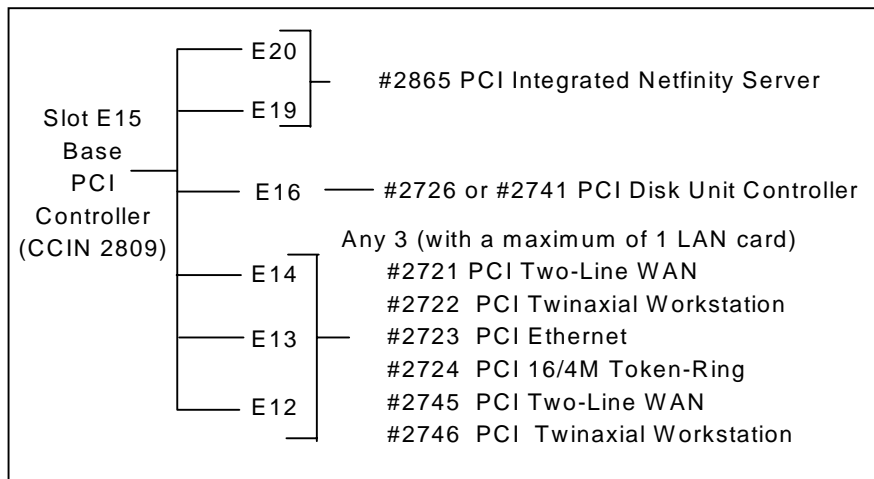 Slot E15
Base
PCI
Controller
(CCIN 2809)
E20
E19
#2865 PCI Integrated Netfinity Server
E16
#2726 or #2741 PCI Disk Unit Controller
E14
E13
E12
Any 3 (with a maximum of 1 LAN card)
#2721 PCI Two-Line WAN
#2722 PCI Twinaxial Workstation
#2723 PCI Ethernet
#2724 PCI 16/4M Token-Ring
#2745 PCI Two-Line WAN
#2746 PCI Twinaxial Workstation